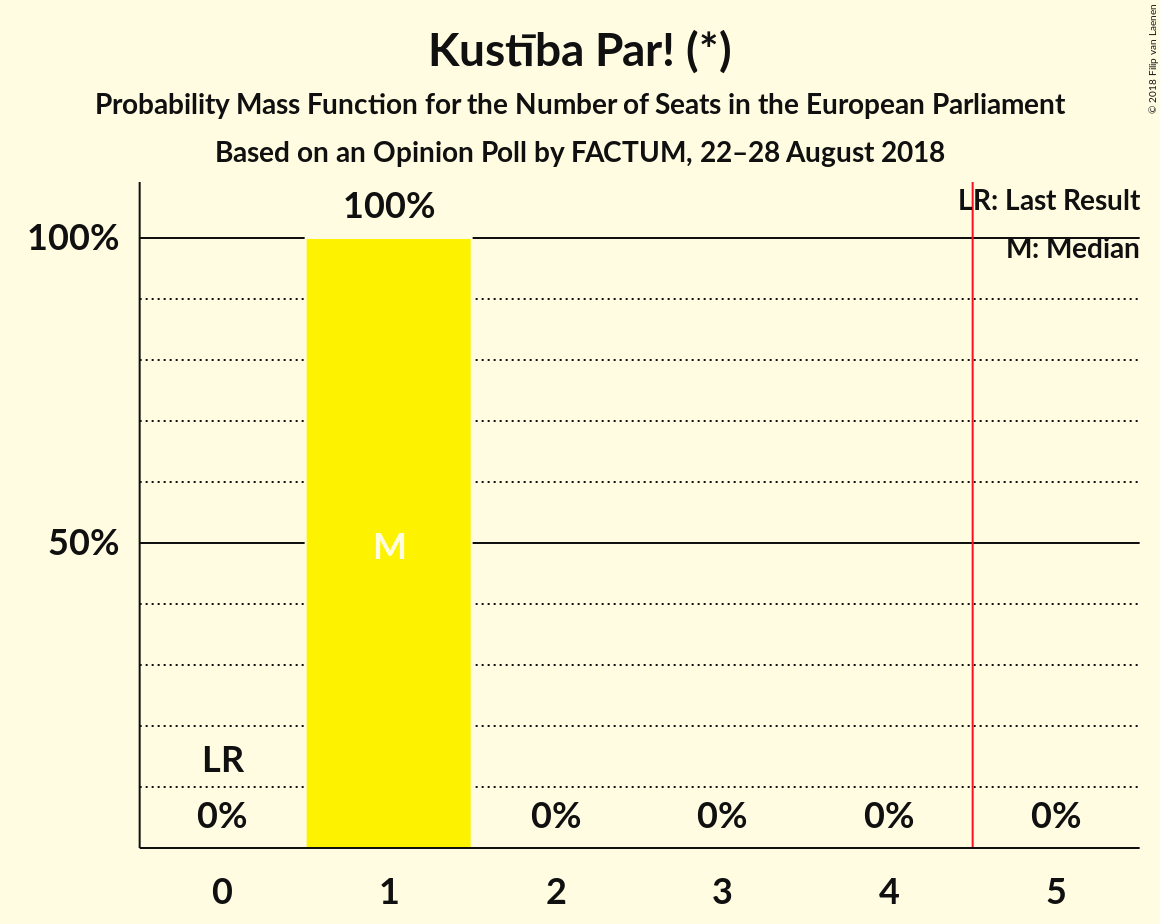 Kustība Par! (*)
Probability Mass Function for the Number of Seats in the European Parliament
Based on an Opinion Poll by FACTUM, 22–28 August 2018
© 2018 Filip van Laenen
LR: Last Result
M: Median
100%
100%
50%
M
LR
0%
0%
0%
0%
0%
0
1
2
3
4
5